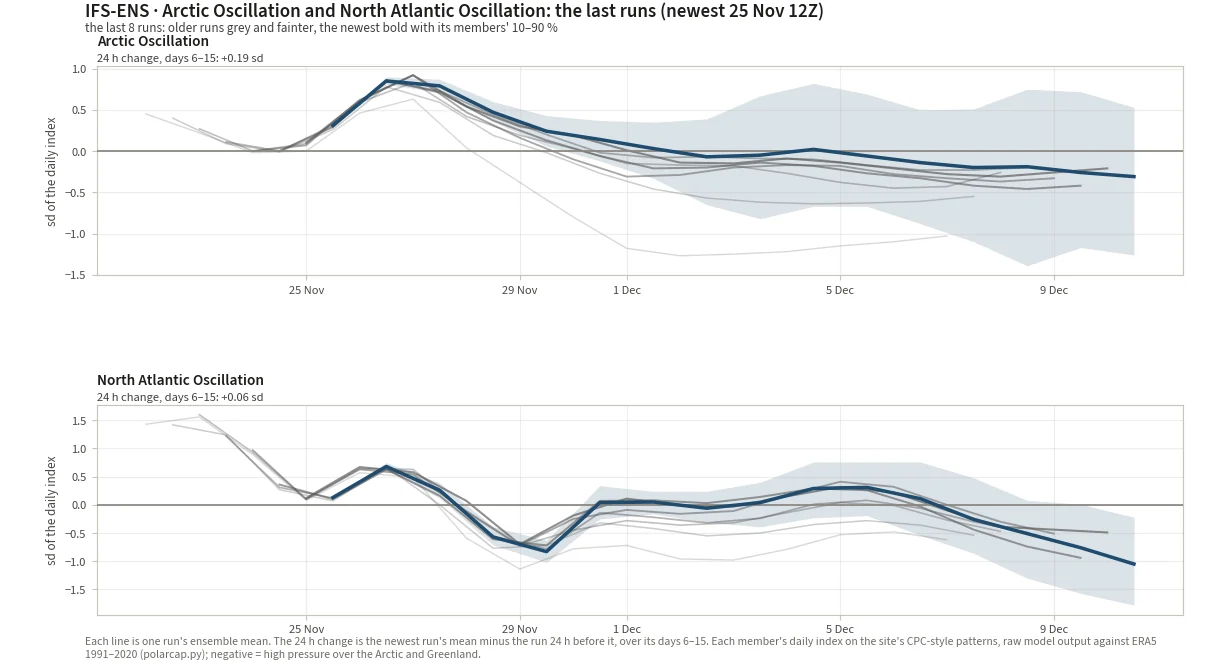 IFS-ENS · Arctic Oscillation and North Atlantic Oscillation: the last runs (newest 25 Nov 12Z)
the last 8 runs: older runs grey and fainter, the newest bold with its members' 10–90 %
Arctic Oscillation
24 h change, days 6–15: +0.19 sd
sd of the daily index
1.0
0.5
0.0
−0.5
−1.0
−1.5
25 Nov 29 Nov 1 Dec 5 Dec 9 Dec
North Atlantic Oscillation
24 h change, days 6–15: +0.06 sd
sd of the daily index
1.5
1.0
0.5
0.0
−0.5
−1.0
−1.5
25 Nov 29 Nov 1 Dec 5 Dec 9 Dec
Each line is one run's ensemble mean. The 24 h change is the newest run's mean minus the run 24 h before it, over its days 6–15. Each member's daily index on the site's CPC-style patterns, raw model output against ERA5
1991–2020 (polarcap.py); negative = high pressure over the Arctic and Greenland.